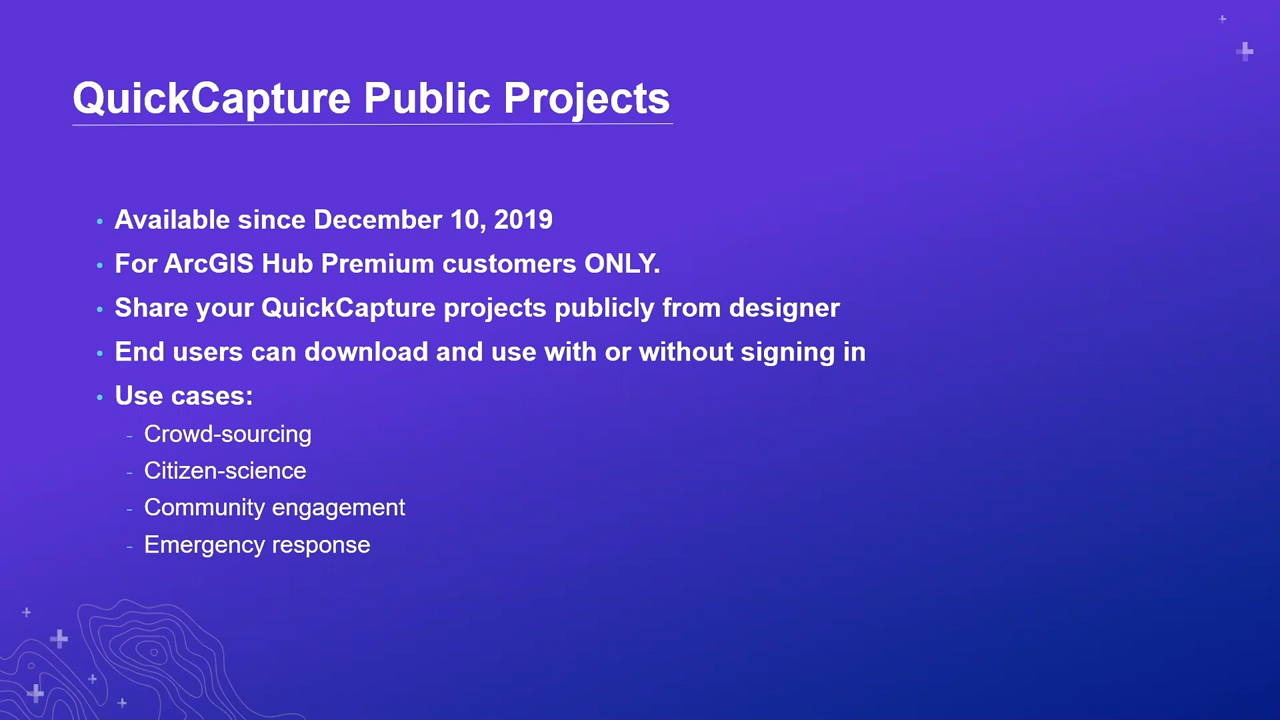 QuickCapture Public Projects
• Available since December 10, 2019
• For ArcGIS Hub Premium customers ONLY.
• Share your QuickCapture projects publicly from designer
• End users can download and use with or without signing in
• Use cases:
- Crowd-sourcing
- Citizen-science
- Community engagement
- Emergency response